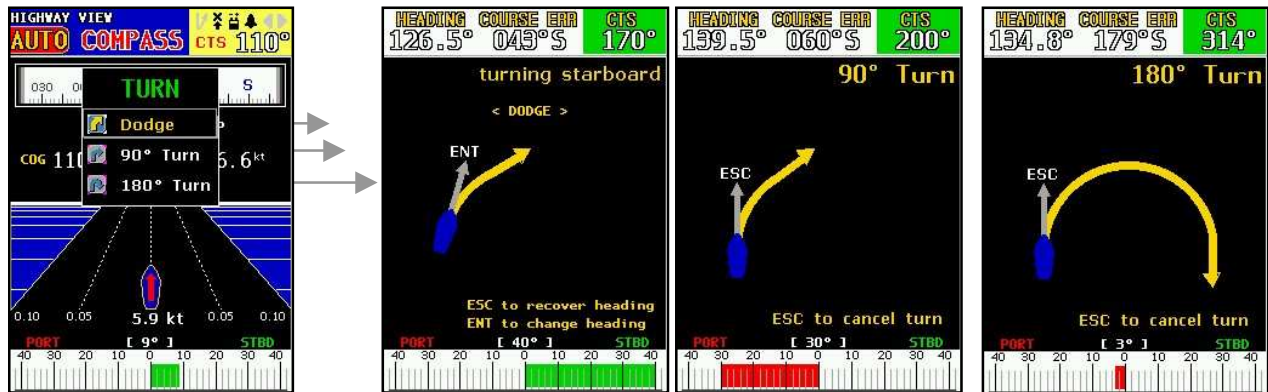 HIGHWAY VIEW
AUTO COMPASS CTS 110°
030
S
TURN
Dodge
90° Turn
180° Turn
COG 110
6.6kt
0.10 0.05 5.9 kt 0.05 0.10
PORT [ 9° ] STBD
40 30 20 10 0 10 20 30 40
HEADING COURSE ERR CTS
126.5° 043°S 170°
turning starboard
< DODGE >
ENT
ESC to recover heading
ENT to change heading
PORT [ 40° ] STBD
40 30 20 10 0 10 20 30 40
HEADING COURSE ERR CTS
139.5° 060°S 200°
90° Turn
ESC
ESC to cancel turn
PORT [ 30° ] STBD
40 30 20 10 0 10 20 30 40
HEADING COURSE ERR CTS
134.8° 179°S 314°
180° Turn
ESC
ESC to cancel turn
PORT [ 3° ] STBD
40 30 20 10 0 10 20 30 40